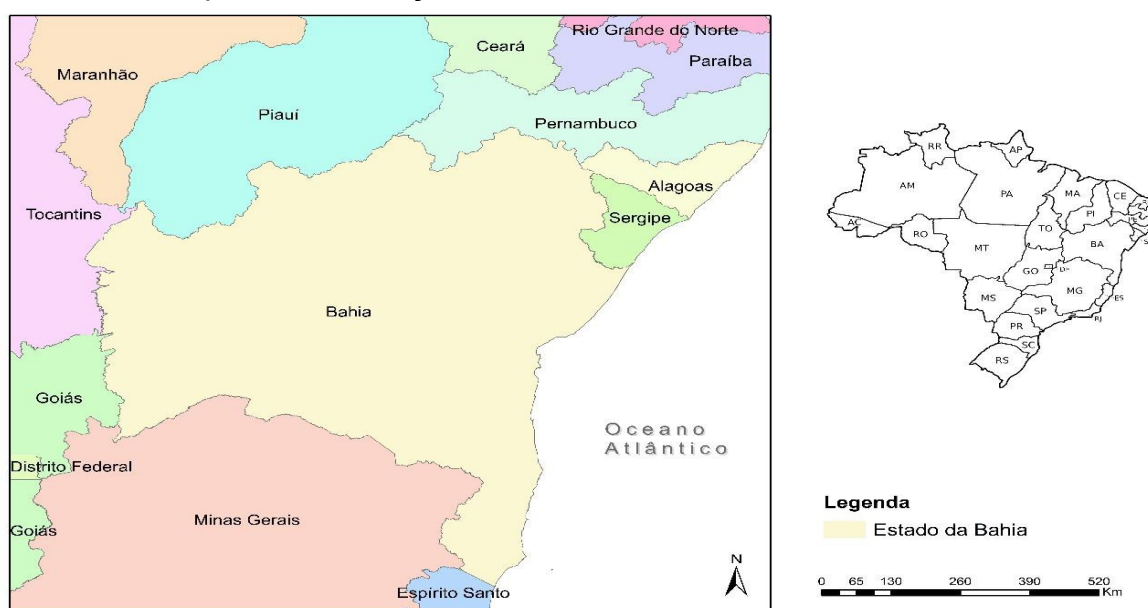 Rio Grande do Norte
Ceará
Paraíba
Maranhão
Piauí
Pernambuco
Alagoas
Tocantins
Sergipe
Bahia
Goiás
Oceano
Atlântico
Distrito Federal
Minas Gerais
Goiás
Espírito Santo
N
RR
AP
AM
PA
MA
CE
PI
AC
RO
TO
BA
MT
GO
DF
MG
MS
ES
SP
RJ
PR
SC
RS
Legenda
Estado da Bahia
0 65 130 260 390 520
Km